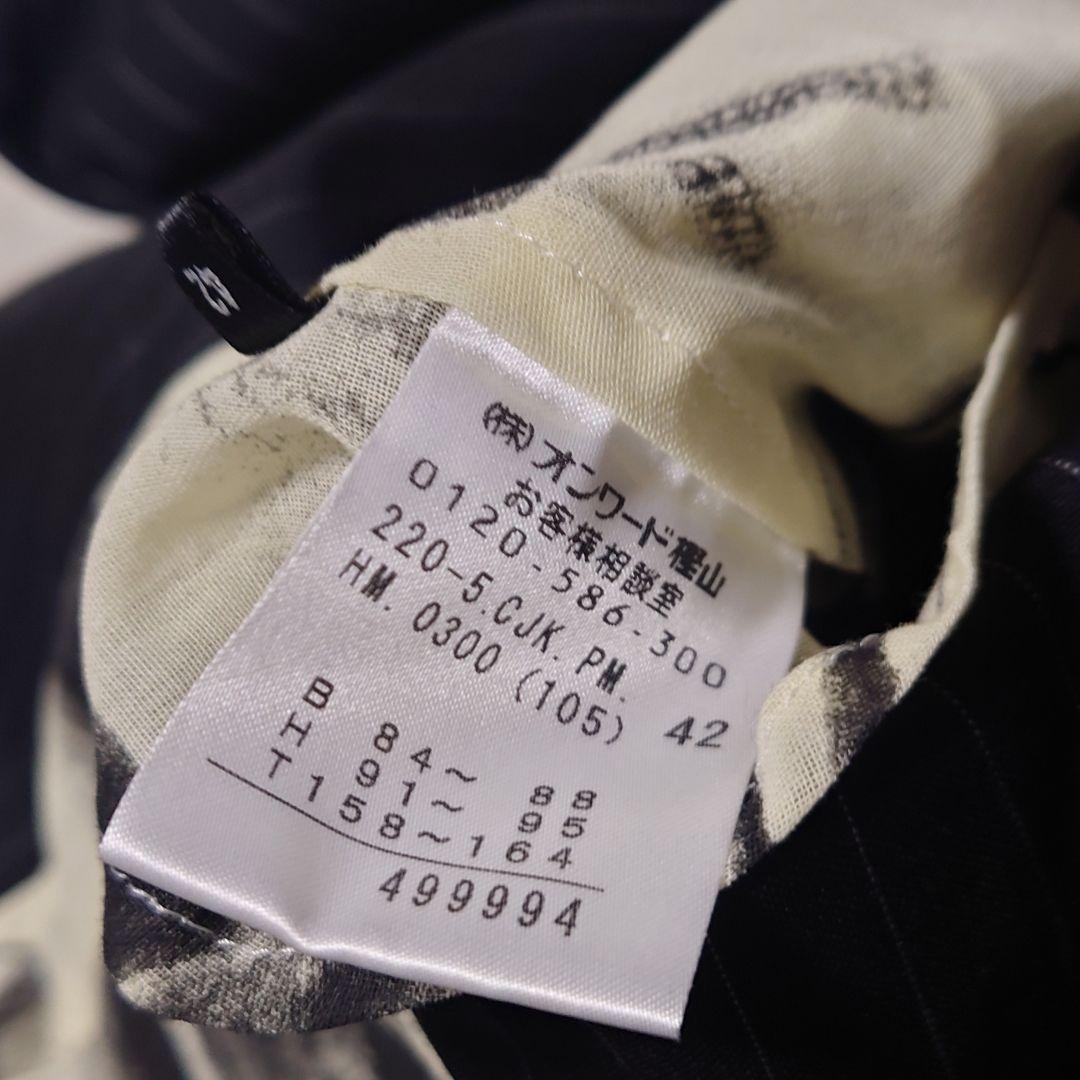 42
(株)オンワード樫山
お客様相談室
0120-586-300
220-5.CJK.PM.
HM. 0300 (105) 42
B 84~ 88
H 91~ 95
T158~164
499994